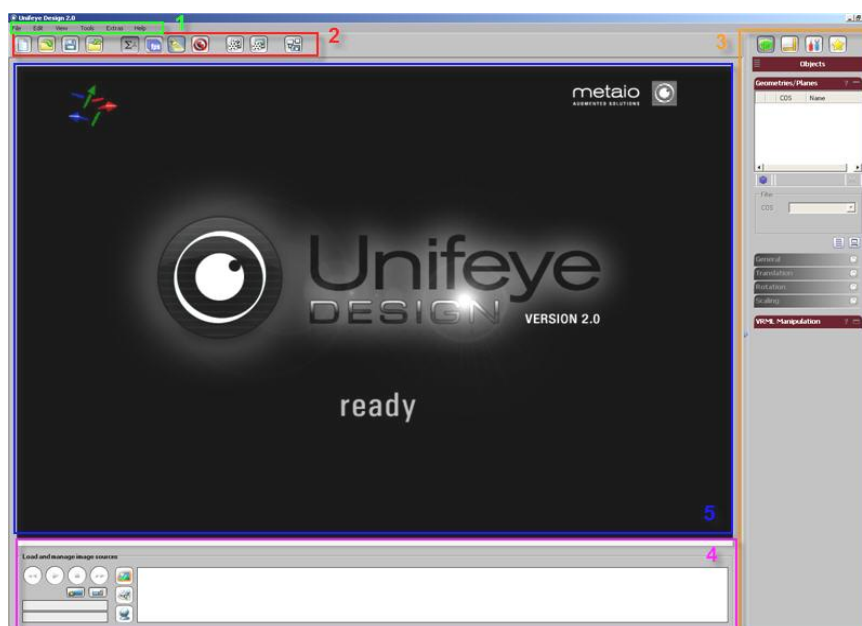 Unifeye Design 2.0
File Edit View Tools Extras Help
1
2
3
Objects
Geometries/Planes ?
COS Name
metaio
AUGMENTED SOLUTIONS
Unifeye
DESIGN VERSION 2.0
ready
Filter
COS
General
Translation
Rotation
Scaling
VRML Manipulation ?
5
4
Load and manage image sources